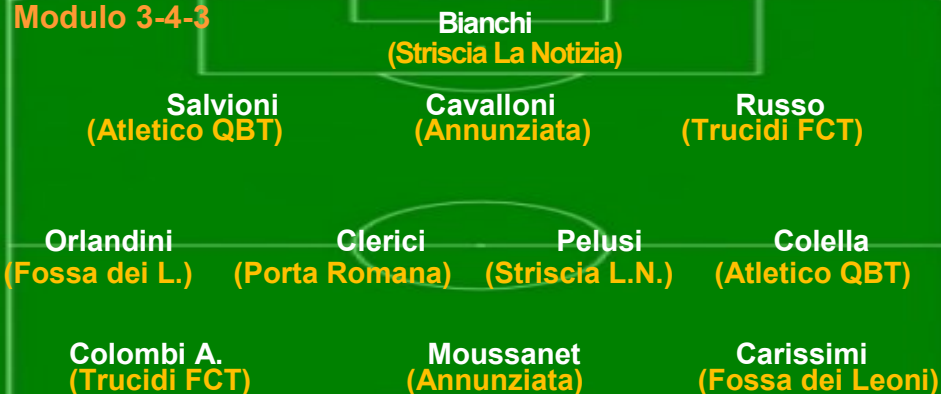 Modulo 3-4-3
Bianchi
(Striscia La Notizia)
Salvioni Cavalloni Russo
(Atletico QBT) (Annunziata) (Trucidi FCT)
Orlandini Clerici Pelusi Colella
(Fossa dei L.) (Porta Romana) (Striscia L.N.) (Atletico QBT)
Colombi A. Moussanet Carissimi
(Trucidi FCT) (Annunziata) (Fossa dei Leoni)